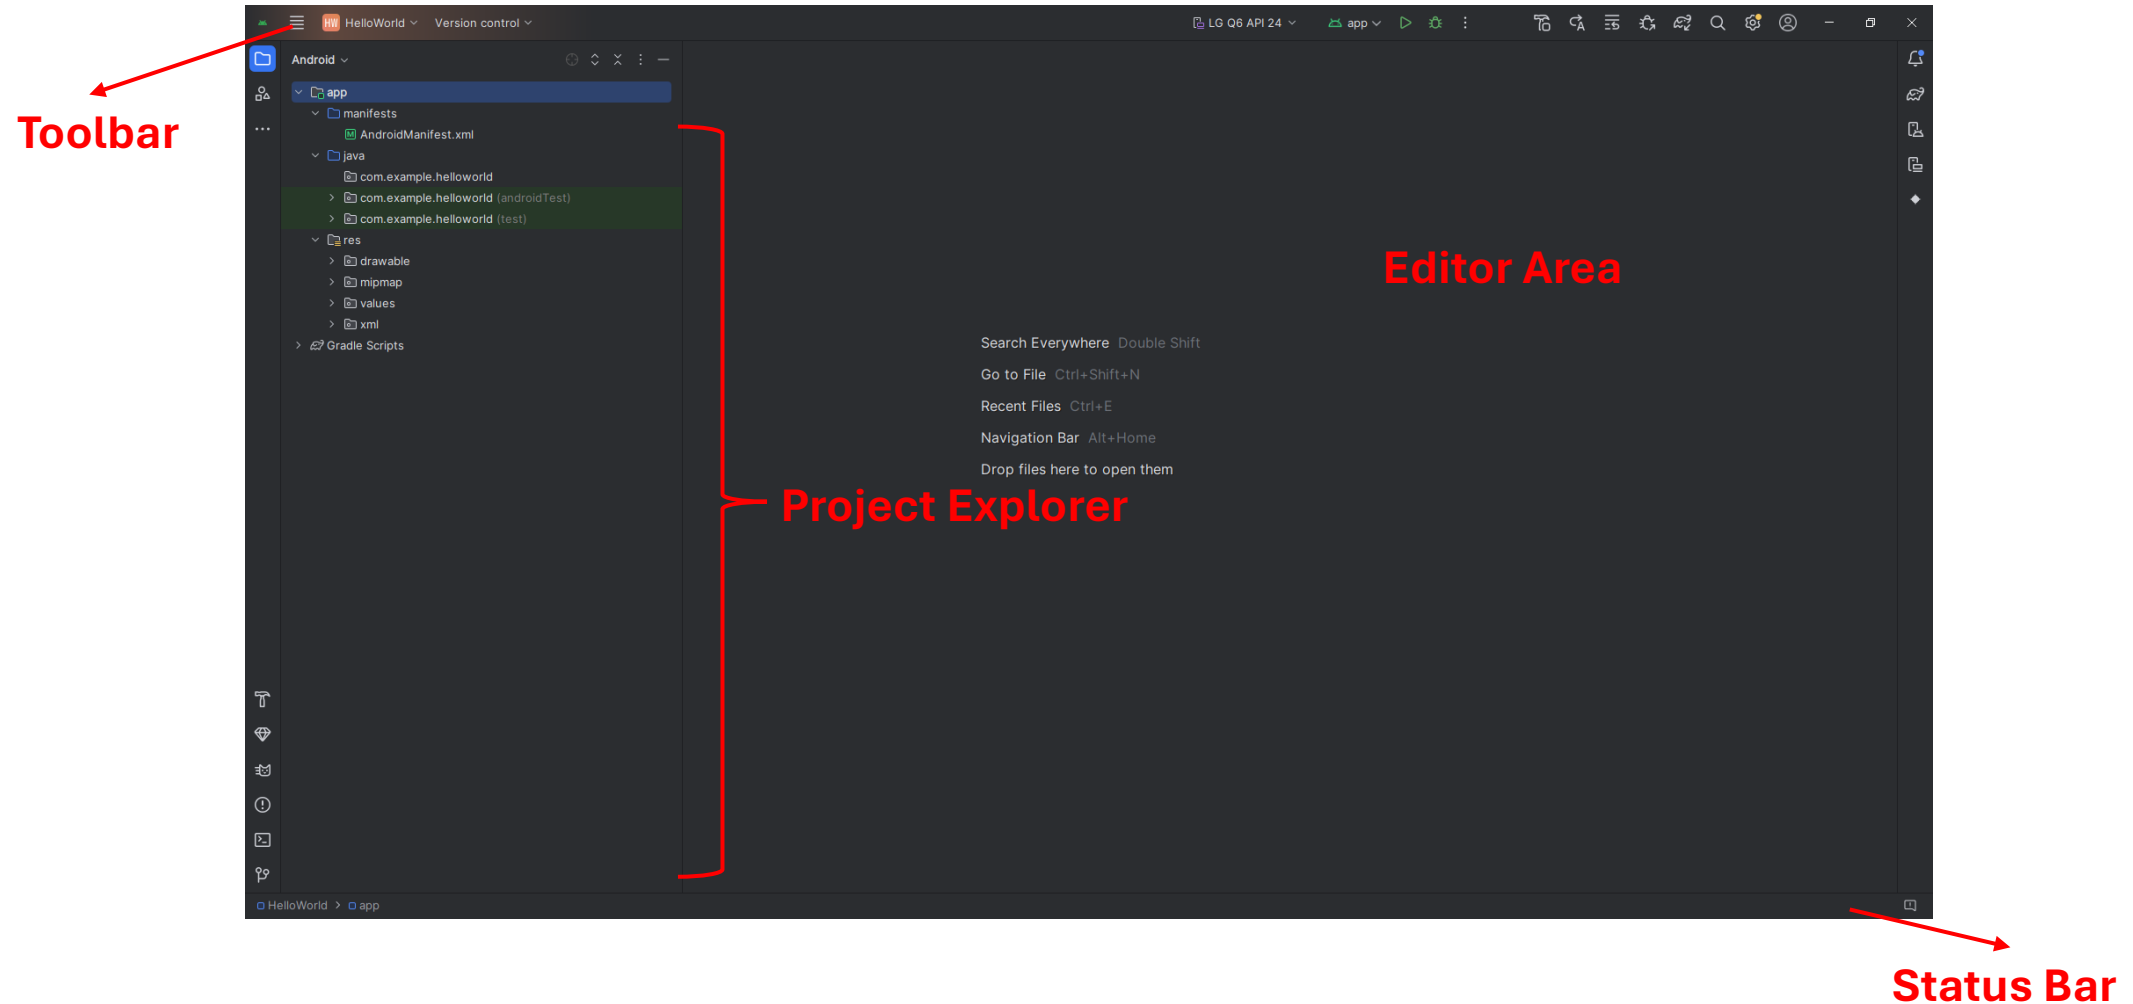 HW HelloWorld Version control LG Q6 API 24 app
Toolbar
Android
app
manifests
AndroidManifest.xml
java
com.example.helloworld
com.example.helloworld (androidTest)
com.example.helloworld (test)
res
drawable
mipmap
values
xml
Gradle Scripts
Editor Area
Search Everywhere Double Shift
Go to File Ctrl+Shift+N
Recent Files Ctrl+E
Navigation Bar Alt+Home
Drop files here to open them
Project Explorer
HelloWorld > app
Status Bar